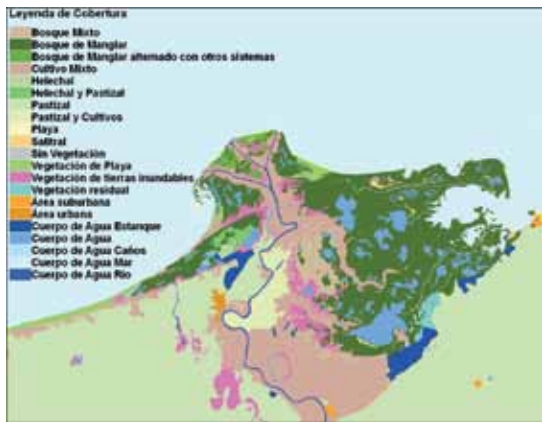 Leyenda de Cobertura
Bosque Mixto
Bosque de Manglar
Bosque de Manglar alternado con otros sistemas
Cultivo Mixto
Helechal
Helechal y Pastizal
Pastizal
Pastizal y Cultivos
Playa
Salitral
Sin Vegetación
Vegetación de Playa
Vegetación de tierras inundables
Vegetación residual
Área suburbana
Área urbana
Cuerpo de Agua Estanque
Cuerpo de Agua
Cuerpo de Agua Caños
Cuerpo de Agua Mar
Cuerpo de Agua Río